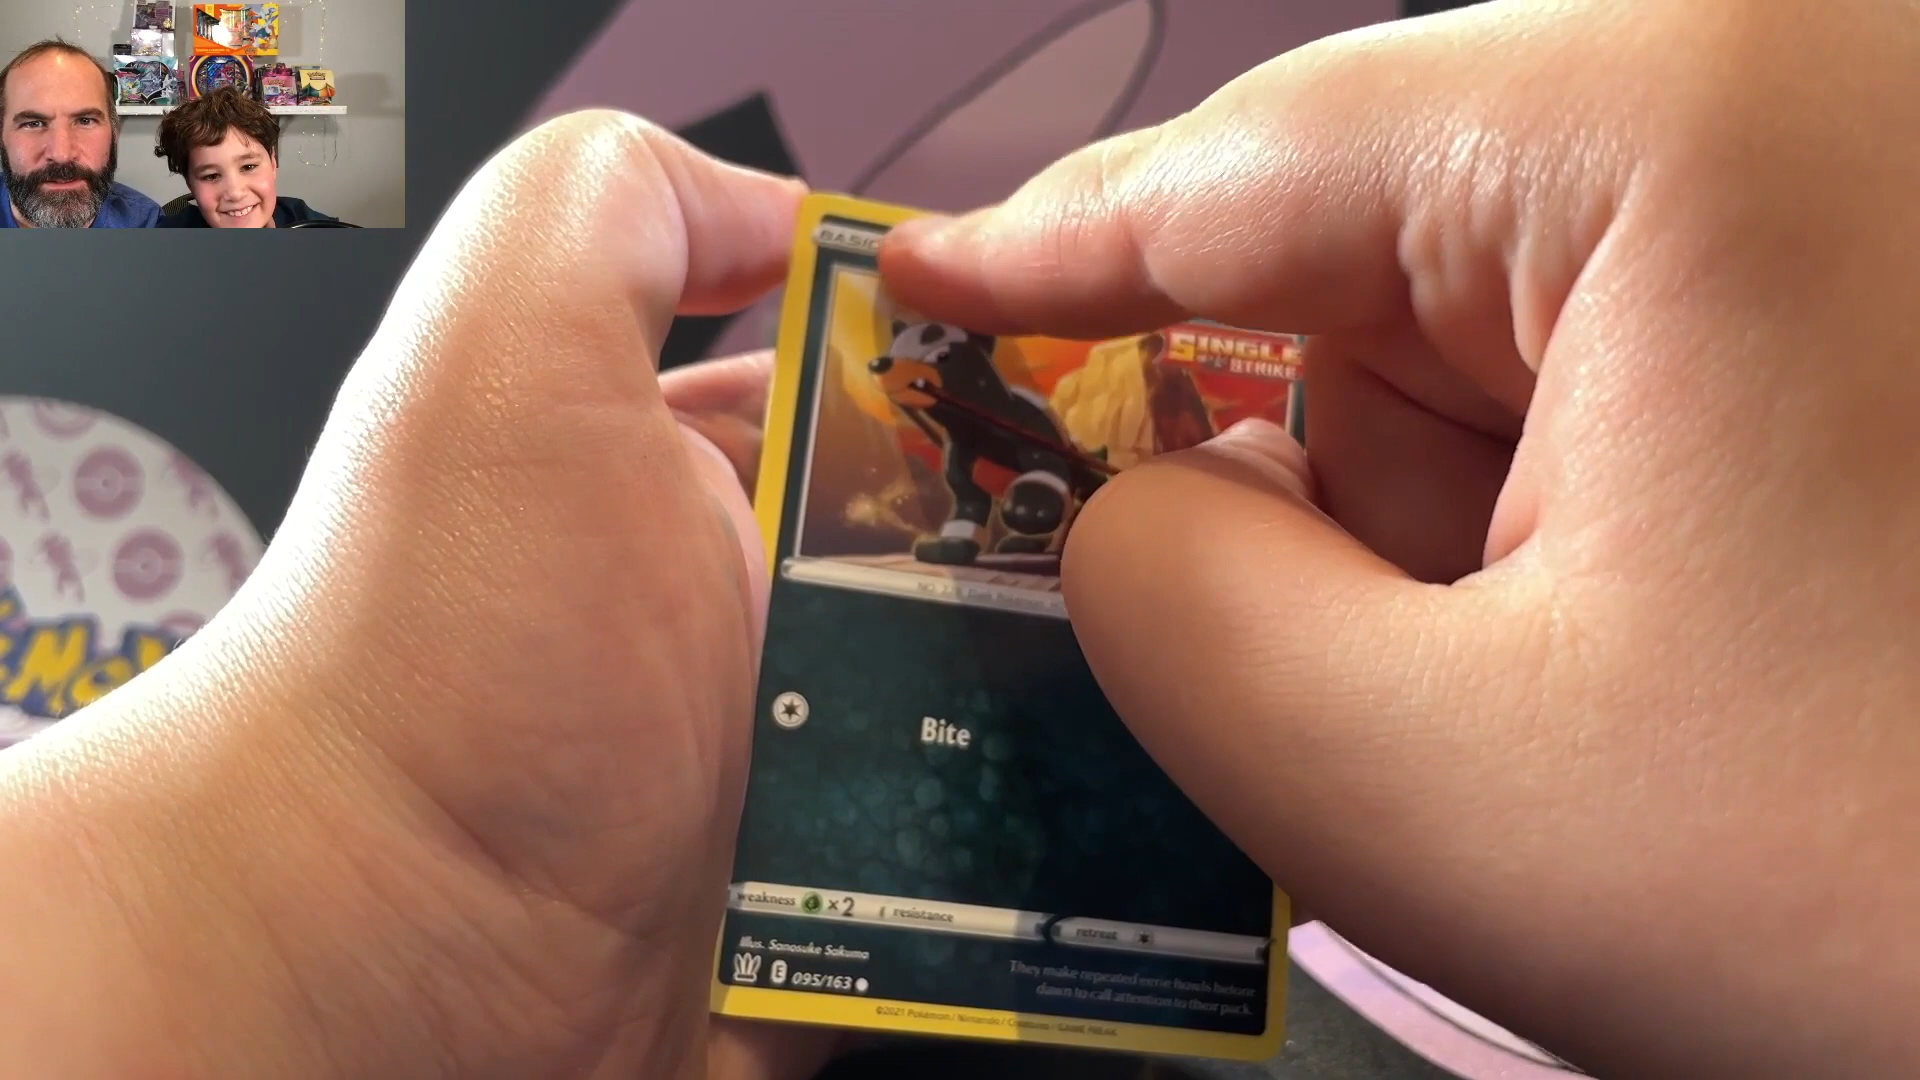 BASIC
SINGLE
STRIKE
Bite
weakness ×2 resistance
retreat
Illus. Sanosuke Sakuma
E 095/163
They make repeated eerie howls before
dawn to call attention to their pack.
©2021 Pokémon / Nintendo / Creatures / GAME FREAK